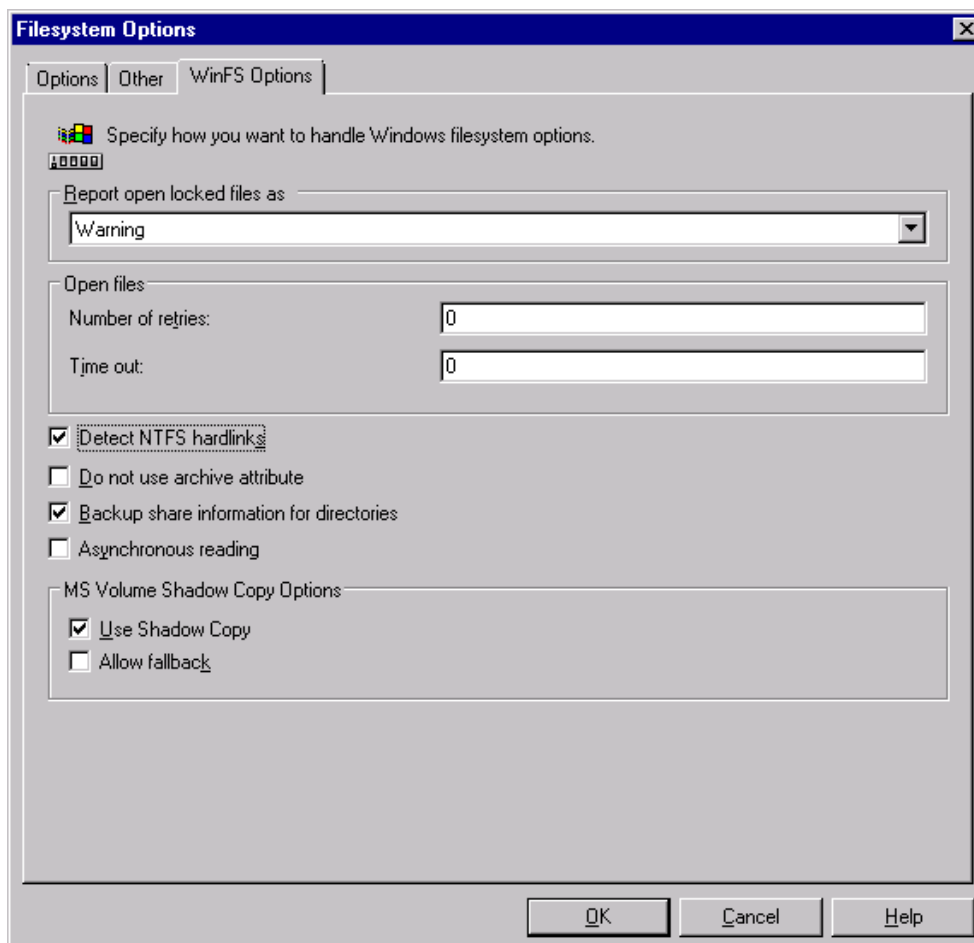 Filesystem Options
Options Other WinFS Options
Specify how you want to handle Windows filesystem options.
Report open locked files as
Warning
Open files
Number of retries: 0
Time out: 0
Detect NTFS hardlinks
Do not use archive attribute
Backup share information for directories
Asynchronous reading
MS Volume Shadow Copy Options
Use Shadow Copy
Allow fallback
OK Cancel Help